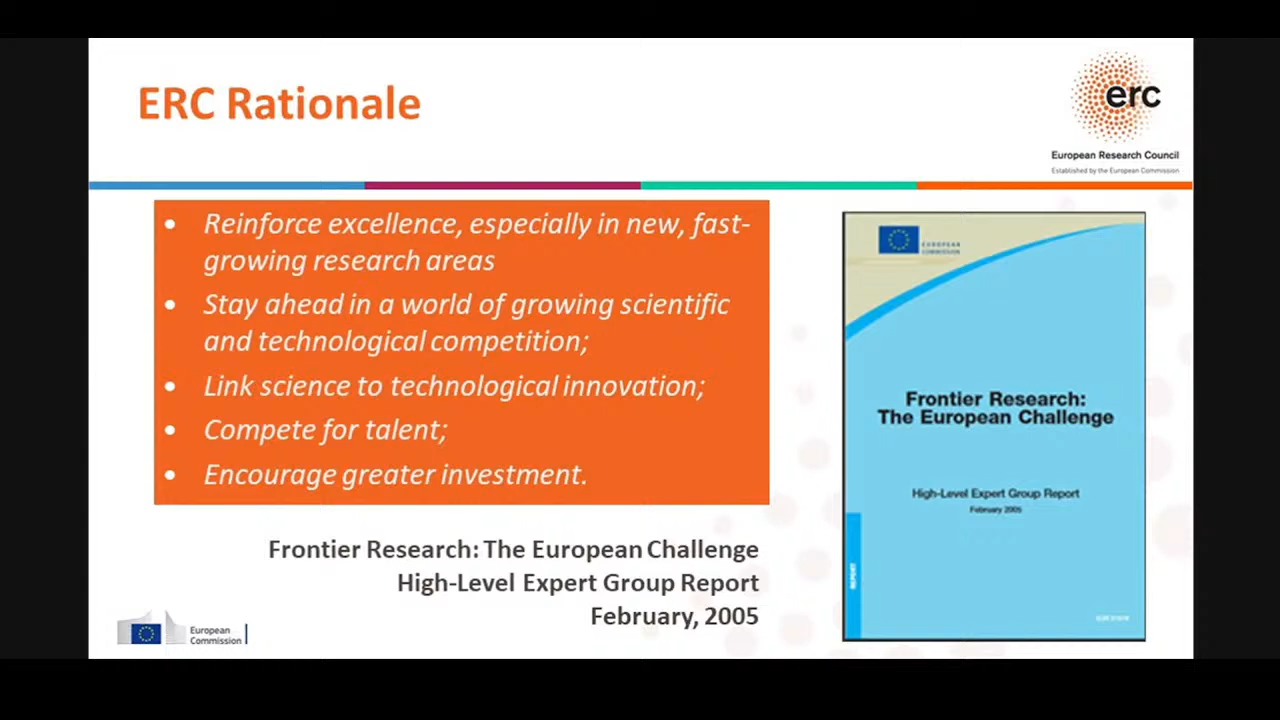 ERC Rationale
erc
European Research Council
Established by the European Commission
• Reinforce excellence, especially in new, fast-
growing research areas
• Stay ahead in a world of growing scientific
and technological competition;
• Link science to technological innovation;
• Compete for talent;
• Encourage greater investment.
Frontier Research: The European Challenge
High-Level Expert Group Report
February, 2005
European
Commission
EUROPEAN
COMMISSION
Frontier Research:
The European Challenge
High-Level Expert Group Report
February 2005
REPORT